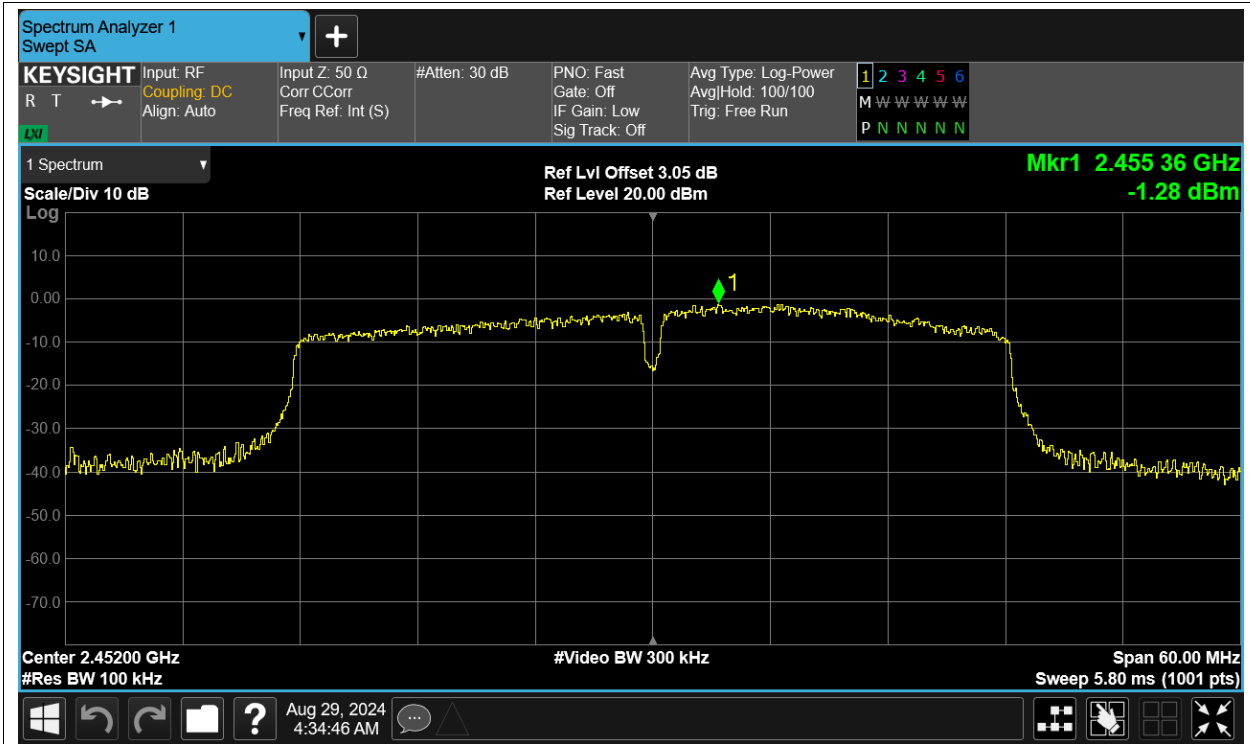 Spectrum Analyzer 1
Swept SA
KEYSIGHT
R T
LXI
Input: RF
Coupling: DC
Align: Auto
Input Z: 50 Ω
Corr CCorr
Freq Ref: Int (S)
#Atten: 30 dB
PNO: Fast
Gate: Off
IF Gain: Low
Sig Track: Off
Avg Type: Log-Power
Avg|Hold: 100/100
Trig: Free Run
1 2 3 4 5 6
M W W W W W
P N N N N N
1 Spectrum
Scale/Div 10 dB
Log
Ref Lvl Offset 3.05 dB
Ref Level 20.00 dBm
Mkr1 2.455 36 GHz
-1.28 dBm
1
10.0
0.00
-10.0
-20.0
-30.0
-40.0
-50.0
-60.0
-70.0
Center 2.45200 GHz
#Video BW 300 kHz
Span 60.00 MHz
#Res BW 100 kHz
Sweep 5.80 ms (1001 pts)
?
Aug 29, 2024
4:34:46 AM